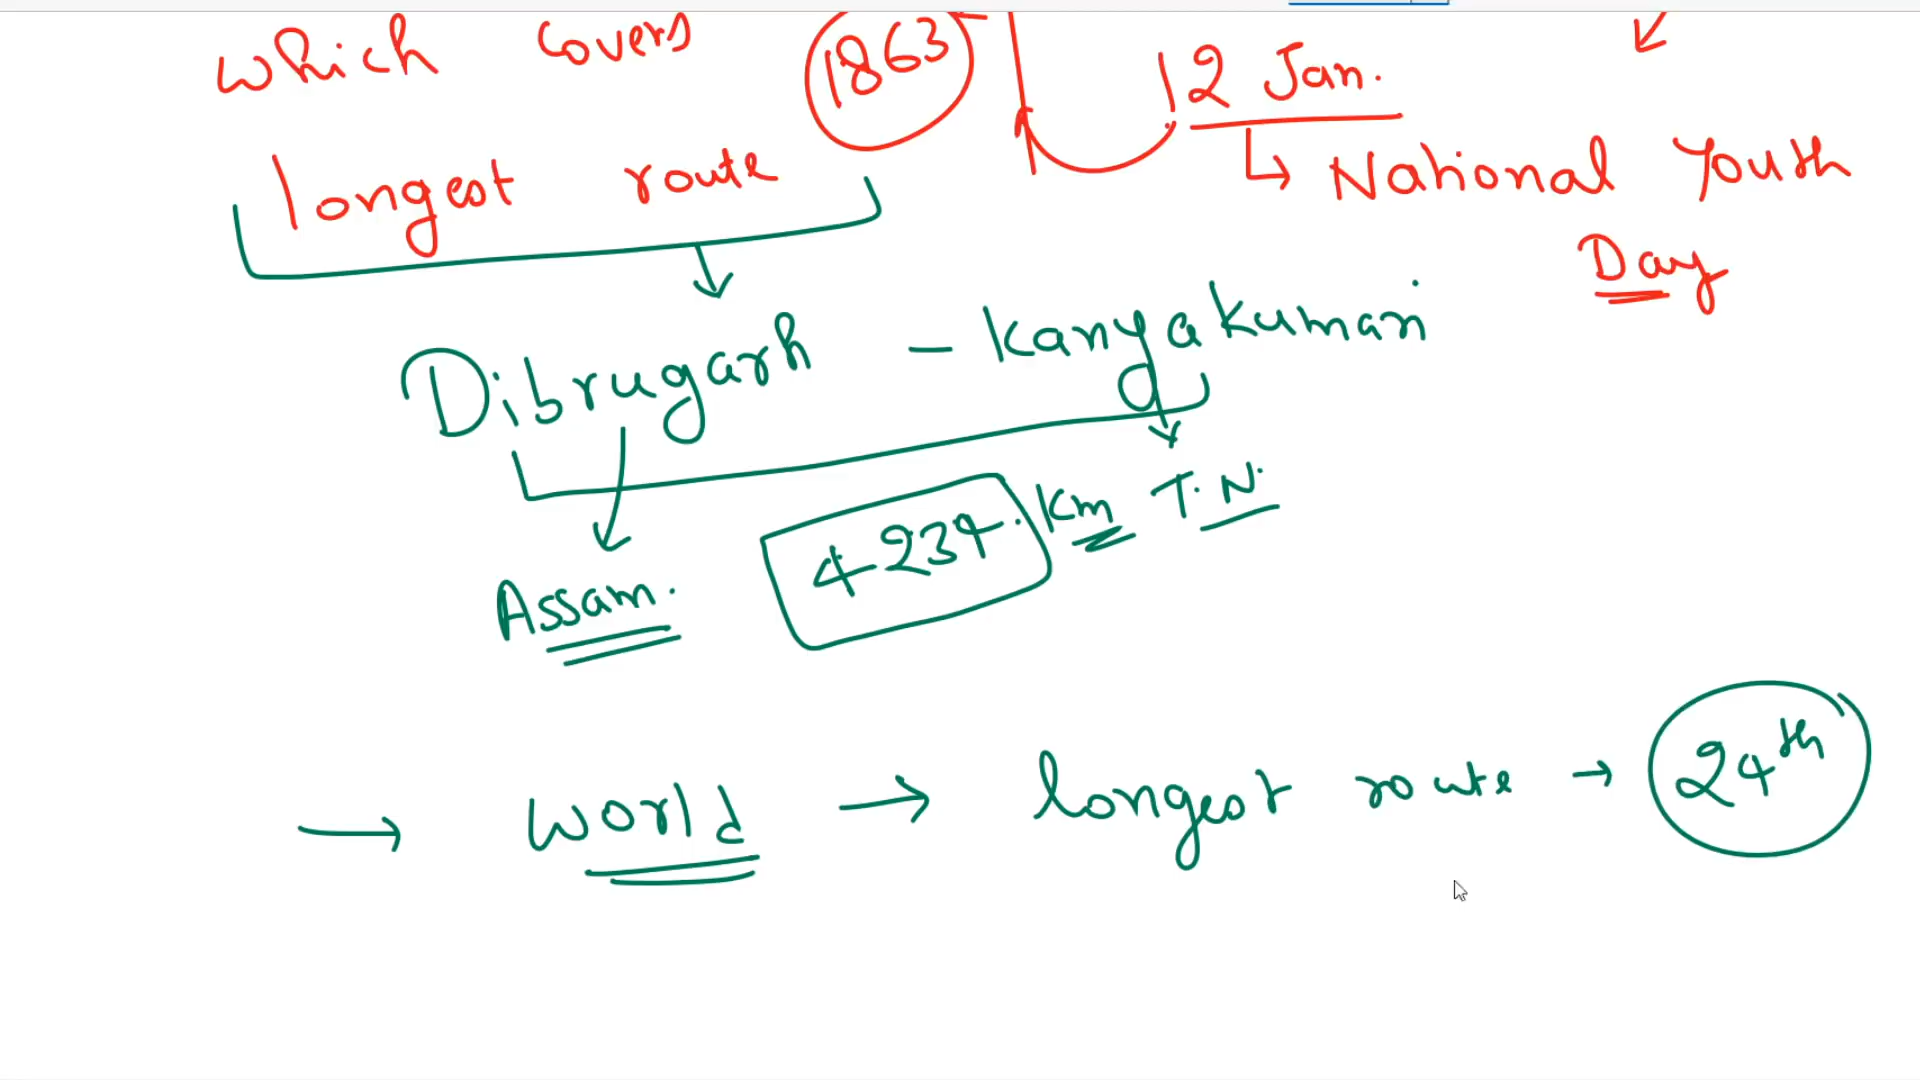 which covers 1863
12 Jan.
longest route
National Youth
Day
Dibrugarh - Kanyakumari
4234. Km T.N.
Assam.
→ world → longest route → 24th